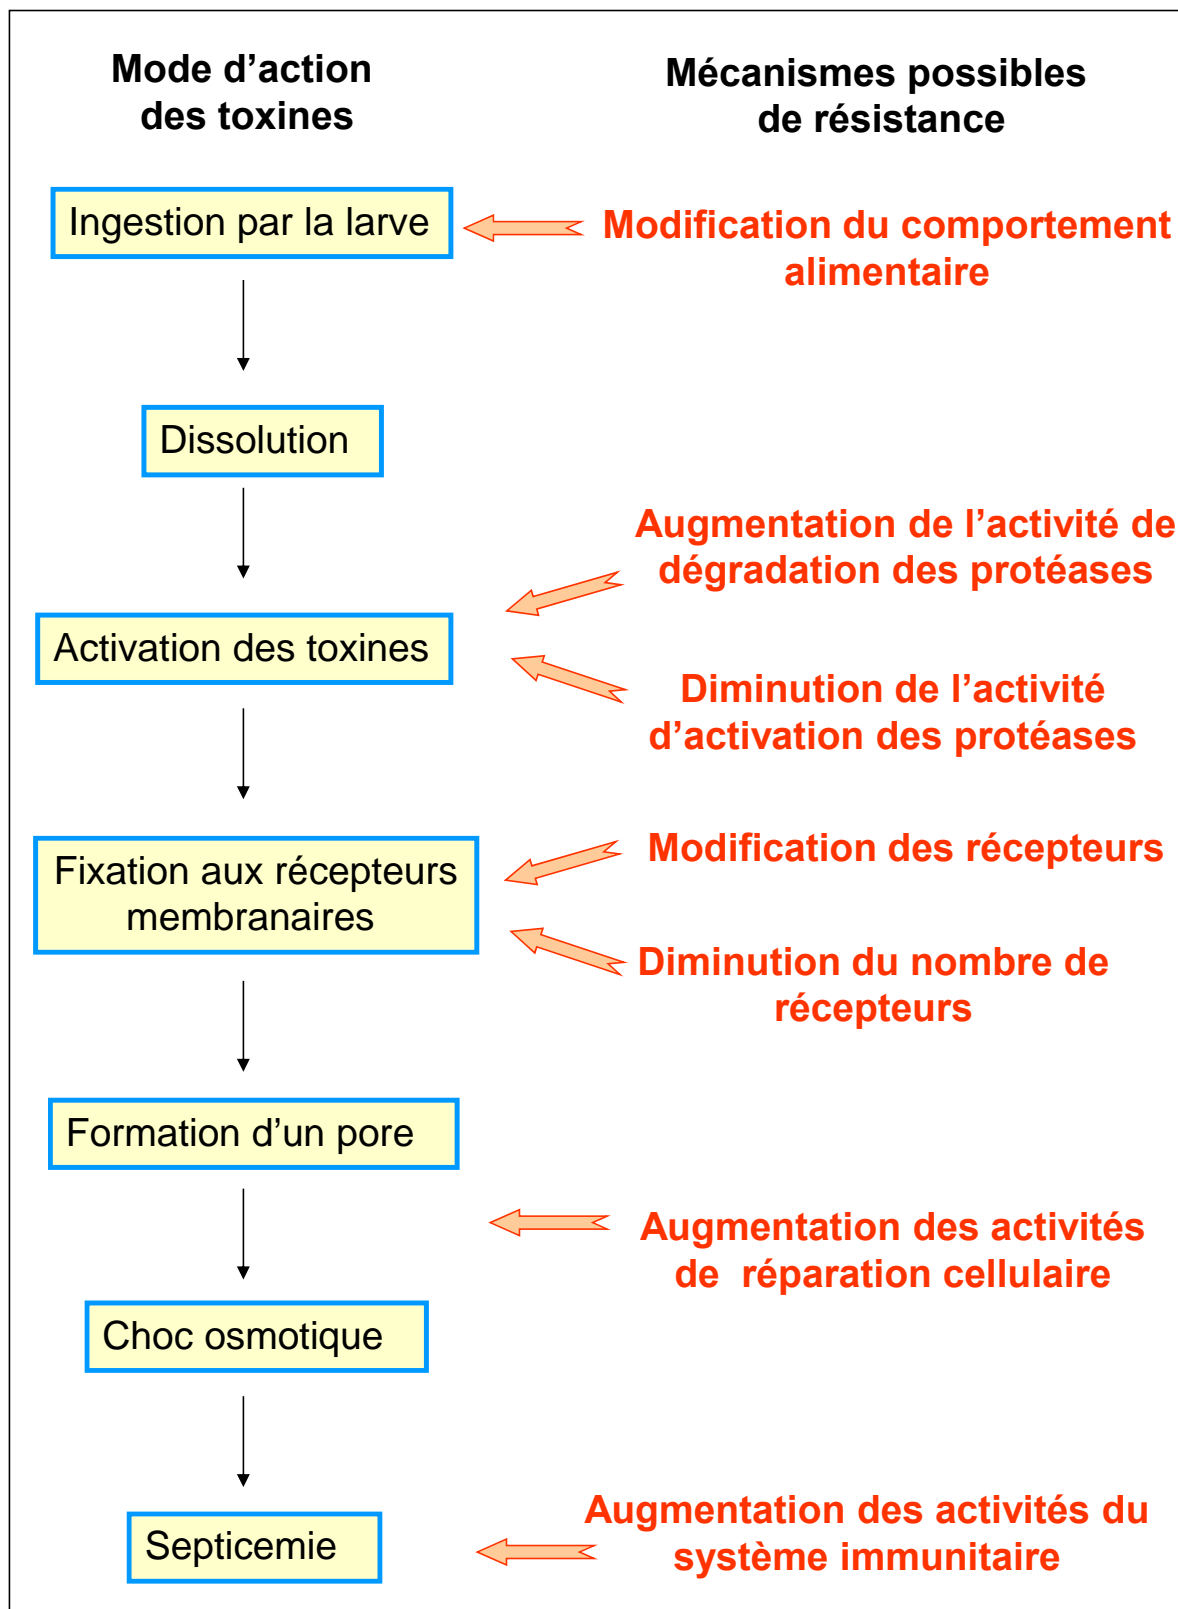 Mode d’action
des toxines
Mécanismes possibles
de résistance
Ingestion par la larve
Modification du comportement
alimentaire
Dissolution
Augmentation de l’activité de
dégradation des protéases
Activation des toxines
Diminution de l’activité
d’activation des protéases
Fixation aux récepteurs
membranaires
Modification des récepteurs
Diminution du nombre de
récepteurs
Formation d’un pore
Augmentation des activités
de réparation cellulaire
Choc osmotique
Septicemie
Augmentation des activités du
système immunitaire